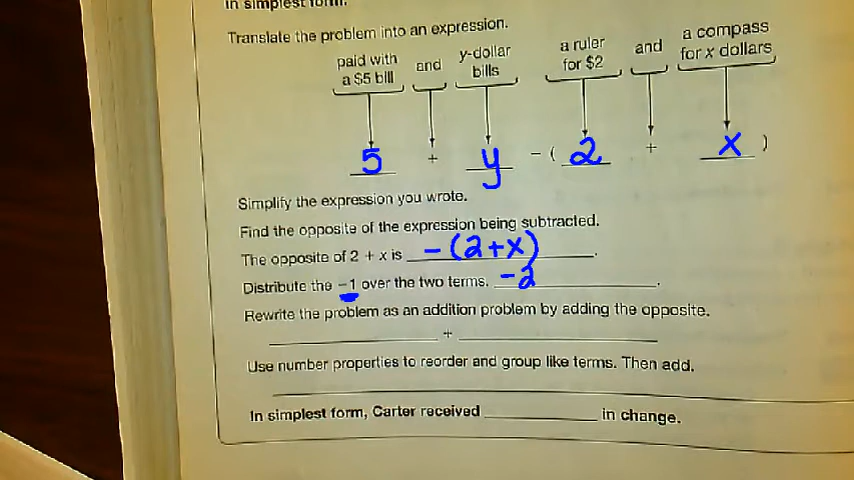 in simplest form.
Translate the problem into an expression.
paid with a $5 bill and y-dollar bills a ruler for $2 and a compass for x dollars
5 + y - ( 2 + x )
Simplify the expression you wrote.
Find the opposite of the expression being subtracted.
The opposite of 2 + x is -(2+x).
Distribute the -1 over the two terms. -2.
Rewrite the problem as an addition problem by adding the opposite.
+
Use number properties to reorder and group like terms. Then add.
In simplest form, Carter received in change.